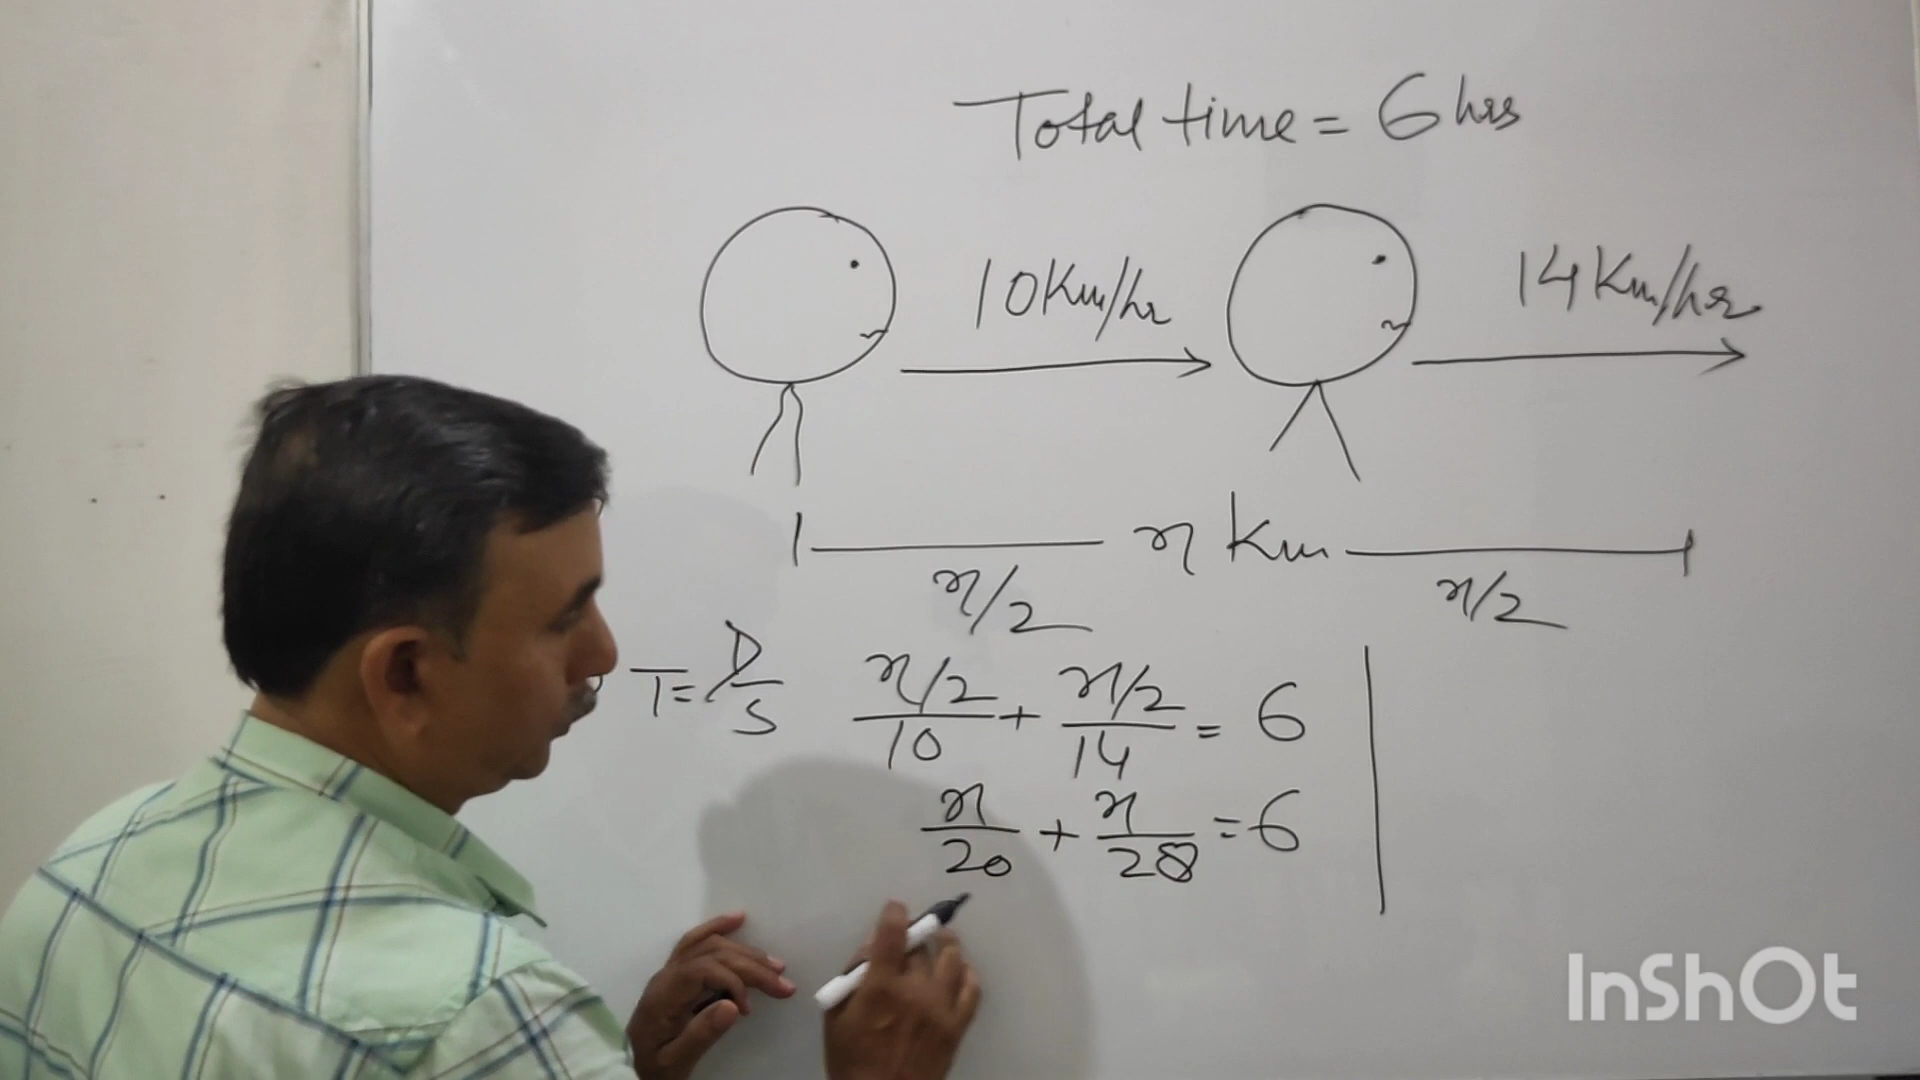 Total time = 6 hrs
10 Km/hr
14 Km/hr
x Km
x/2
x/2
T = D/S
x/2/10 + x/2/14 = 6
x/20 + x/28 = 6
InShOt